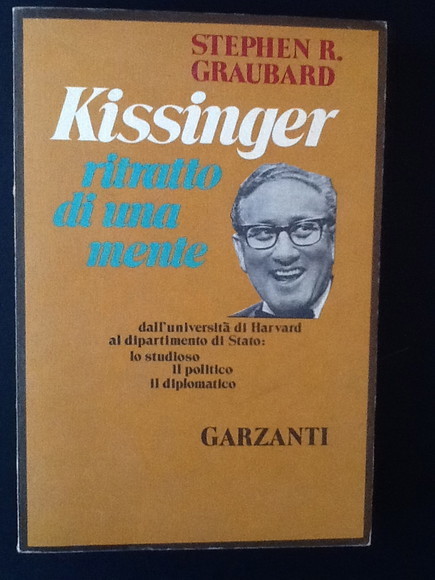 STEPHEN R.
GRAUBARD
Kissinger
ritratto
di una
mente
dall'università di Harvard
al dipartimento di Stato:
lo studioso
il politico
il diplomatico
GARZANTI